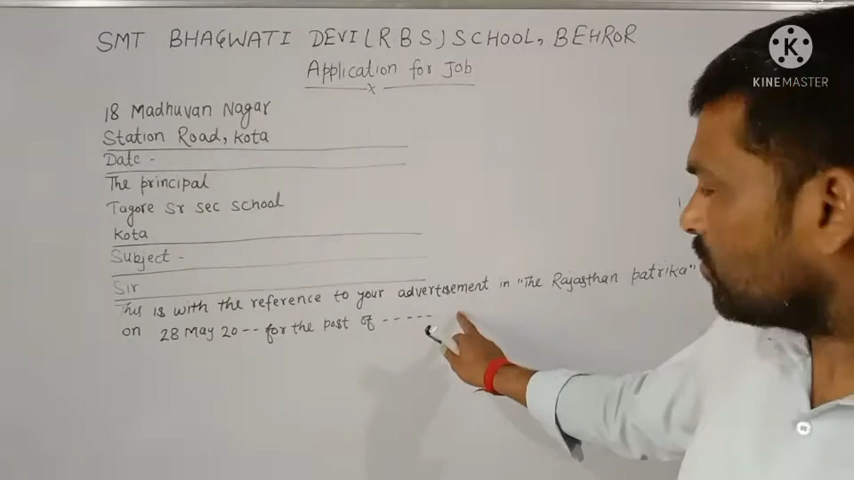 SMT BHAGWATI DEVI L R B S J SCHOOL, BEHROR
Application for Job
x
18 Madhuvan Nagar
Station Road, Kota
Date -
The principal
Tagore Sr sec school
Kota
Subject -
Sir
This is with the reference to your advertisement in "The Rajasthan patrika"
on 28 May 20 -- for the post of -----
KINEMASTER